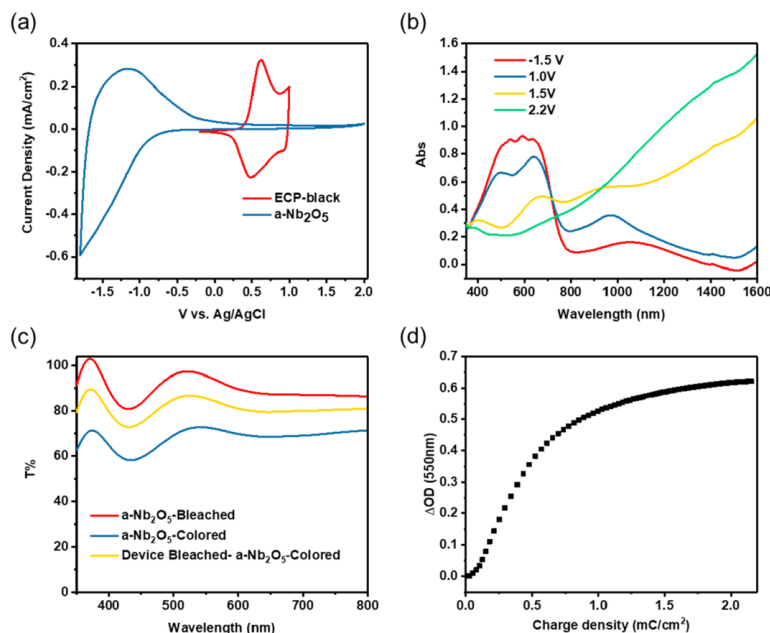 (a)
0.4
0.2
0.0
-0.2
-0.4
-0.6
Current Density (mA/cm²)
ECP-black
a-Nb₂O₅
-1.5 -1.0 -0.5 0.0 0.5 1.0 1.5 2.0
V vs. Ag/AgCl
(b)
1.6
1.4
1.2
1.0
0.8
0.6
0.4
0.2
0.0
Abs
-1.5 V
1.0V
1.5V
2.2V
400 600 800 1000 1200 1400 1600
Wavelength (nm)
(c)
100
80
60
40
20
0
T%
a-Nb₂O₅-Bleached
a-Nb₂O₅-Colored
Device Bleached- a-Nb₂O₅-Colored
400 500 600 700 800
Wavelength (nm)
(d)
0.7
0.6
0.5
0.4
0.3
0.2
0.1
0.0
ΔOD (550nm)
0.0 0.5 1.0 1.5 2.0
Charge density (mC/cm²)